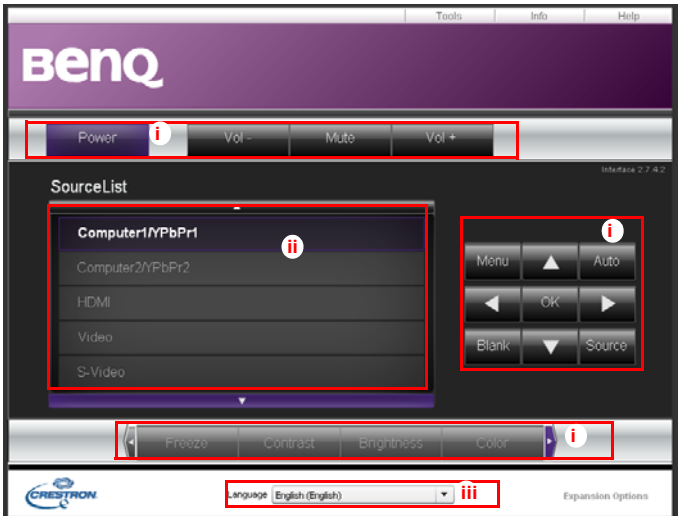 Tools Info Help
BenQ
Power i Vol - Mute Vol +
Interface 2.7.4.2
SourceList
Computer1/YPbPr1
ii
Computer2/YPbPr2
HDMI
Video
S-Video
i
Menu Auto
OK
Blank Source
Freeze Contrast Brightness Color i
CRESTRON
Language English (English) iii
Expansion Options